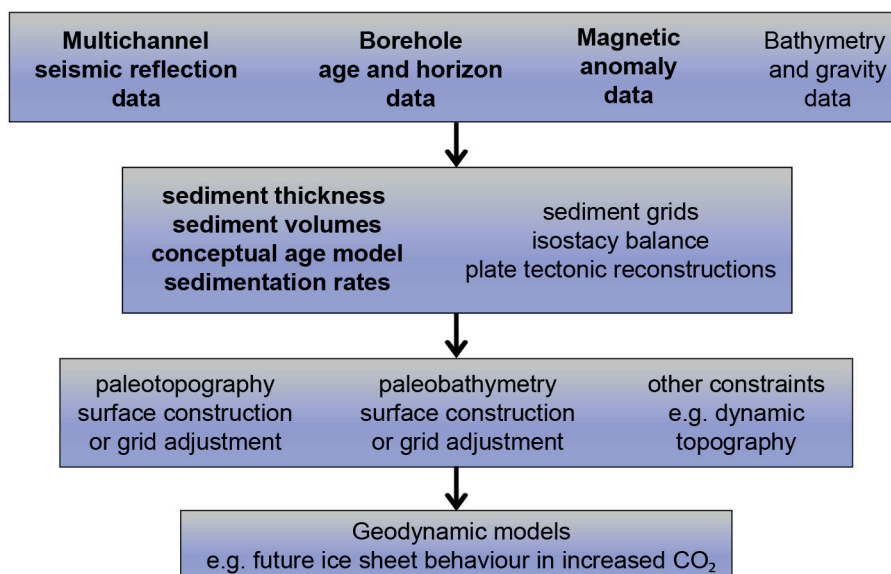 Multichannel
seismic reflection
data
Borehole
age and horizon
data
Magnetic
anomaly
data
Bathymetry
and gravity
data
sediment thickness
sediment volumes
conceptual age model
sedimentation rates
sediment grids
isostacy balance
plate tectonic reconstructions
paleotopography
surface construction
or grid adjustment
paleobathymetry
surface construction
or grid adjustment
other constraints
e.g. dynamic
topography
Geodynamic models
e.g. future ice sheet behaviour in increased CO₂